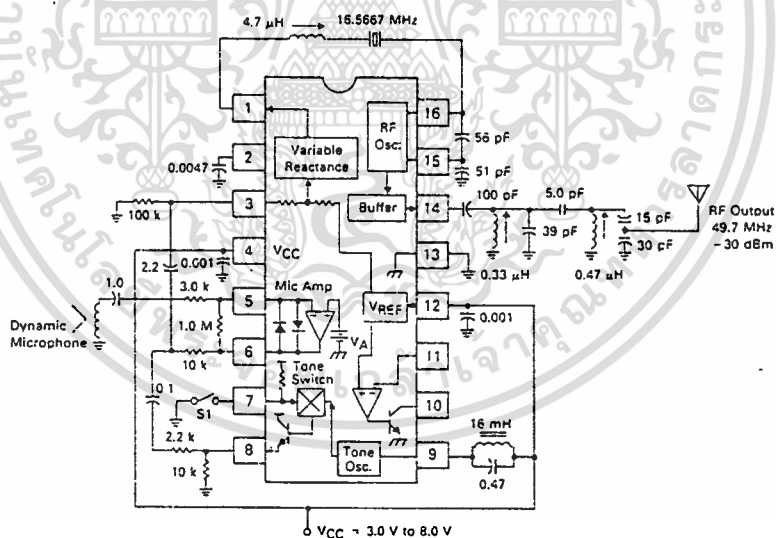 4.7 μH
16.5667 MHz
1
16
Variable
Reactance
RF
Osc.
56 pF
2
15
0.0047
51 pF
100 pF
5.0 pF
3
Buffer
14
15 pF
RF Output
49.7 MHz
-30 dBm
100 k
39 pF
30 pF
4
VCC
13
0.33 μH
0.47 μH
0.001
2.2
1.0
3.0 k
5
Mic Amp
VREF
12
0.001
Dynamic
Microphone
1.0 M
VA
11
6
10 k
Tone
Switch
0.1
7
10
S1
16 mH
2.2 k
8
Tone
Osc.
9
10 k
0.47
VCC = 3.0 V to 8.0 V